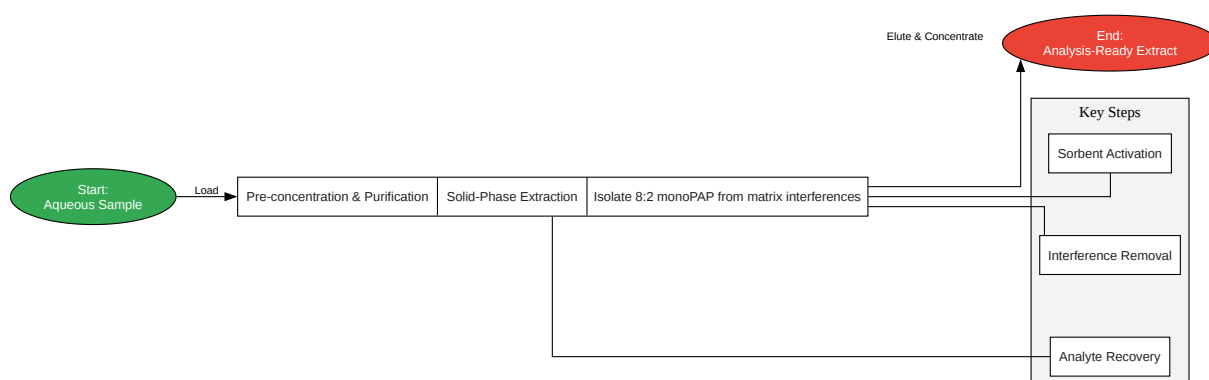 Elute & Concentrate
End:
Analysis-Ready Extract
Key Steps
Sorbent Activation
Start:
Aqueous Sample
Load
Pre-concentration & Purification
Solid-Phase Extraction
Isolate 8:2 monoPAP from matrix interferences
Interference Removal
Analyte Recovery